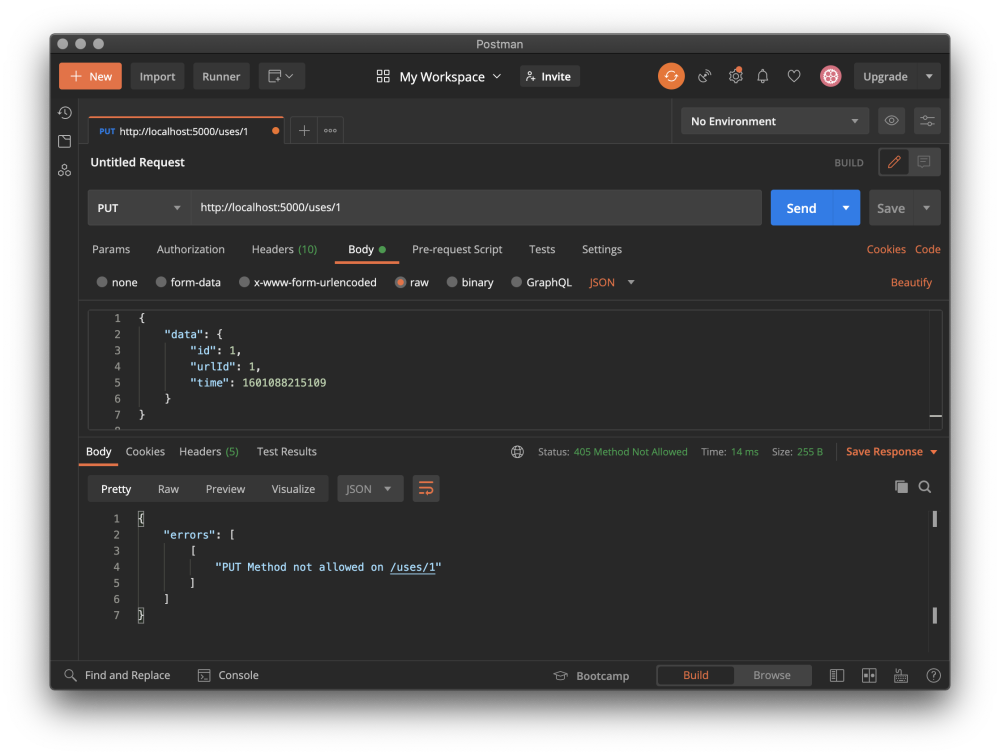 Postman
+ New Import Runner My Workspace Invite Upgrade
PUT http://localhost:5000/uses/1 No Environment
Untitled Request BUILD
PUT http://localhost:5000/uses/1 Send Save
Params Authorization Headers (10) Body Pre-request Script Tests Settings Cookies Code
none form-data x-www-form-urlencoded raw binary GraphQL JSON Beautify
1 {
2 "data": {
3 "id": 1,
4 "urlId": 1,
5 "time": 1601088215109
6 }
7 }
8
Body Cookies Headers (5) Test Results Status: 405 Method Not Allowed Time: 14 ms Size: 255 B Save Response
Pretty Raw Preview Visualize JSON
1 {
2 "errors": [
3 [
4 "PUT Method not allowed on /uses/1"
5 ]
6 ]
7 }
Find and Replace Console Bootcamp Build Browse